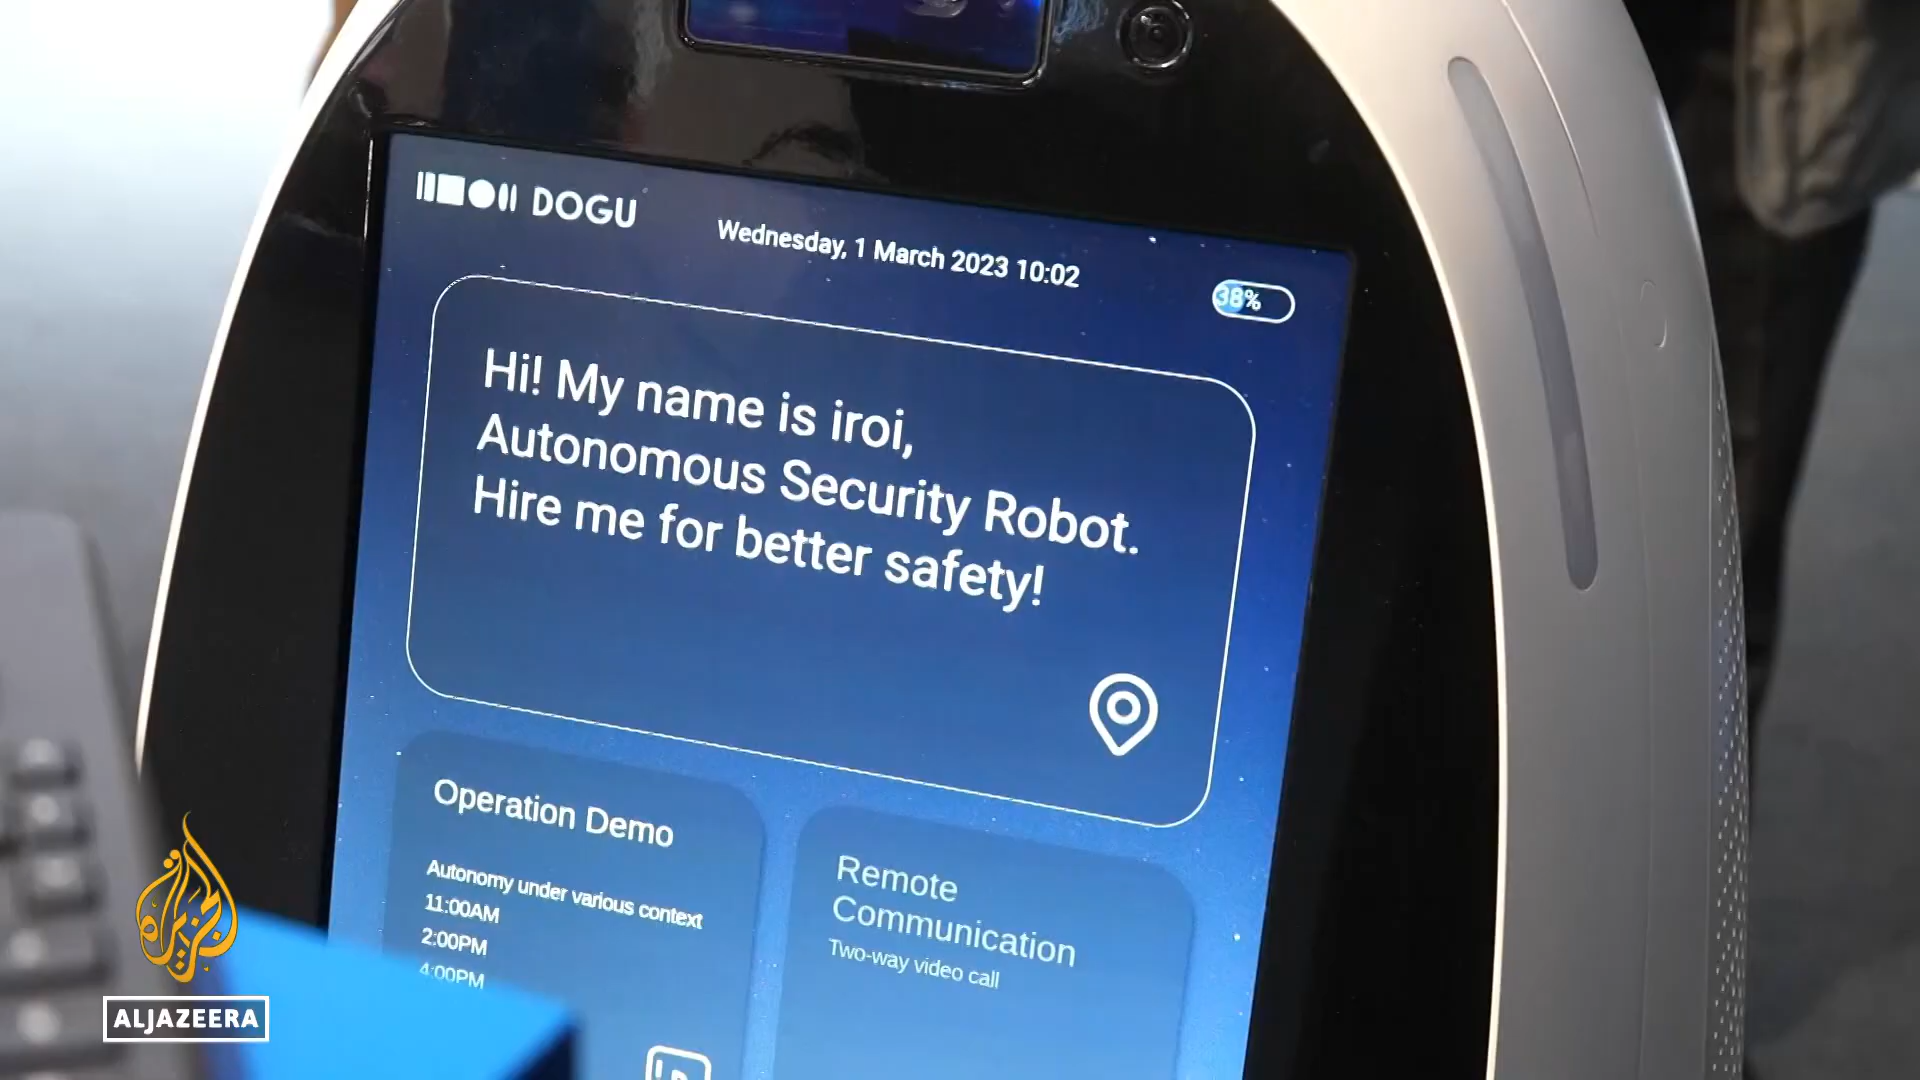 DOGU
Wednesday, 1 March 2023 10:02
38%
Hi! My name is iroi,
Autonomous Security Robot.
Hire me for better safety!
Operation Demo
Autonomy under various context
11:00AM
2:00PM
4:00PM
Remote
Communication
Two-way video call
الجزيرة
ALJAZEERA